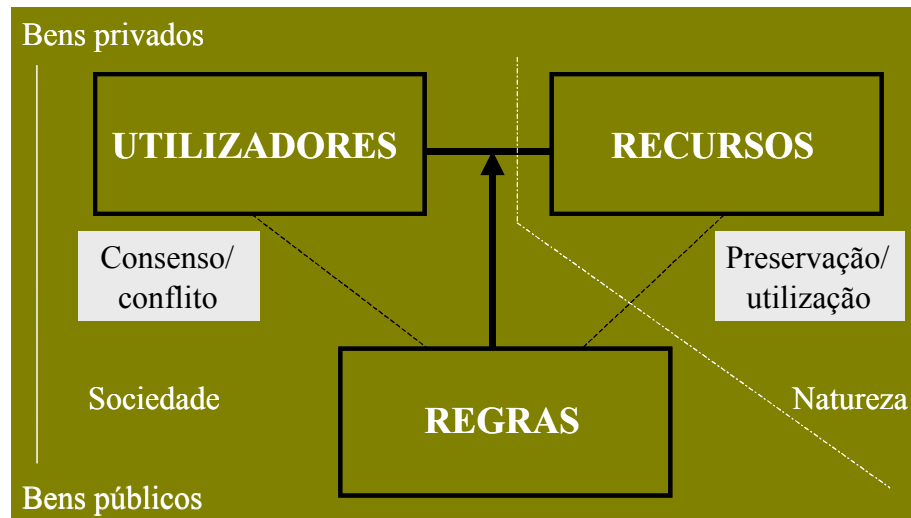 Bens privados
UTILIZADORES
RECURSOS
Consenso/
conflito
Preservação/
utilização
Sociedade
Natureza
REGRAS
Bens públicos